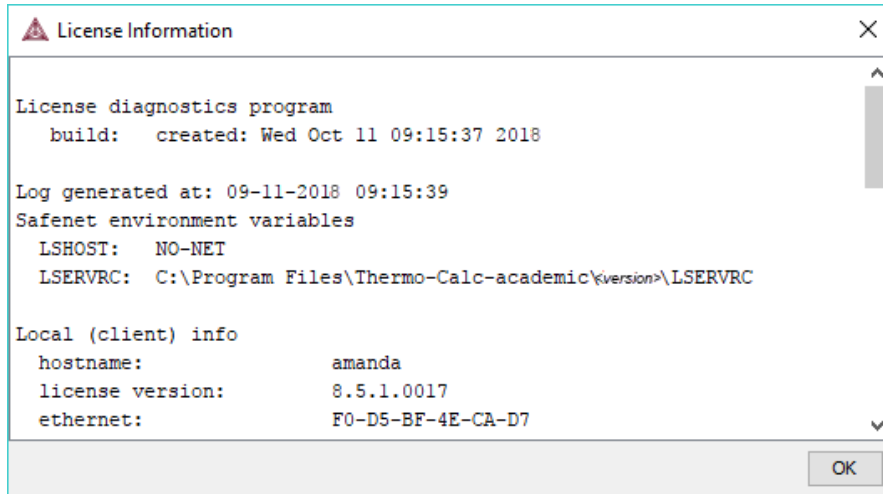 License Information
License diagnostics program
build: created: Wed Oct 11 09:15:37 2018
Log generated at: 09-11-2018 09:15:39
Safenet environment variables
LSHOST: NO-NET
LSERVRC: C:\Program Files\Thermo-Calc-academic\<version>\LSERVRC
Local (client) info
hostname: amanda
license version: 8.5.1.0017
ethernet: F0-D5-BF-4E-CA-D7
OK